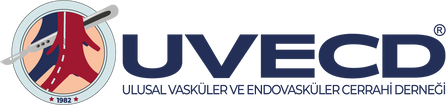 UVECD®
ULUSAL VASKÜLER VE ENDOVASKÜLER CERRAHİ DERNEĞİ
1982